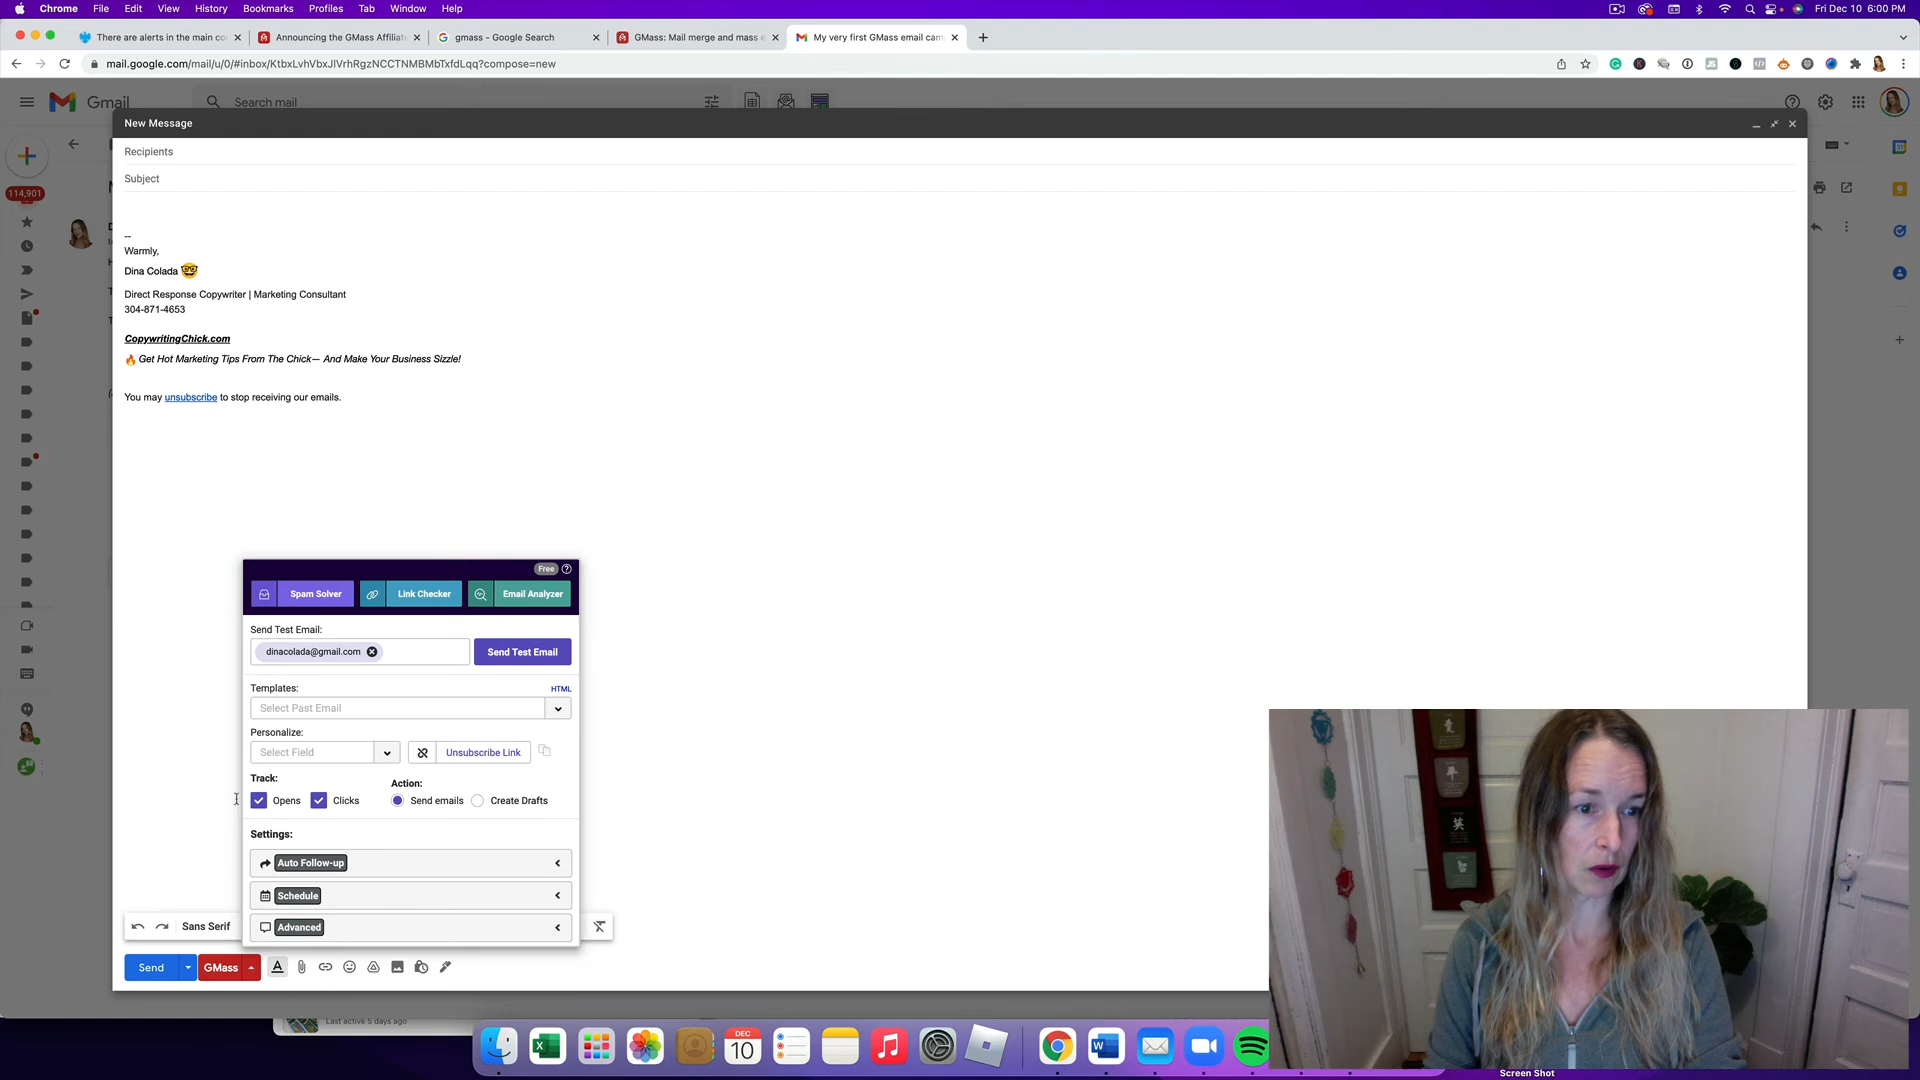 Chrome File Edit View History Bookmarks Profiles Tab Window Help
Fri Dec 10 6:00 PM
There are alerts in the main co
Announcing the GMass Affiliate
gmass - Google Search
GMass: Mail merge and mass e
My very first GMass email cam
mail.google.com/mail/u/0/#inbox/KtbxLvhVbxJlVrhRgzNCCTNMBMbTxfdLqq?compose=new
Gmail
Search mail
New Message
Recipients
Subject
114,901
--
Warmly,
Dina Colada
Direct Response Copywriter | Marketing Consultant
304-871-4653
CopywritingChick.com
Get Hot Marketing Tips From The Chick— And Make Your Business Sizzle!
You may unsubscribe to stop receiving our emails.
Free
Spam Solver
Link Checker
Email Analyzer
Send Test Email:
dinacolada@gmail.com
Send Test Email
Templates:
HTML
Select Past Email
Personalize:
Select Field
Unsubscribe Link
Track:
Action:
Opens
Clicks
Send emails
Create Drafts
Settings:
Auto Follow-up
Schedule
Advanced
Sans Serif
Send
GMass
Last active 5 days ago
DEC
10
Screen Shot